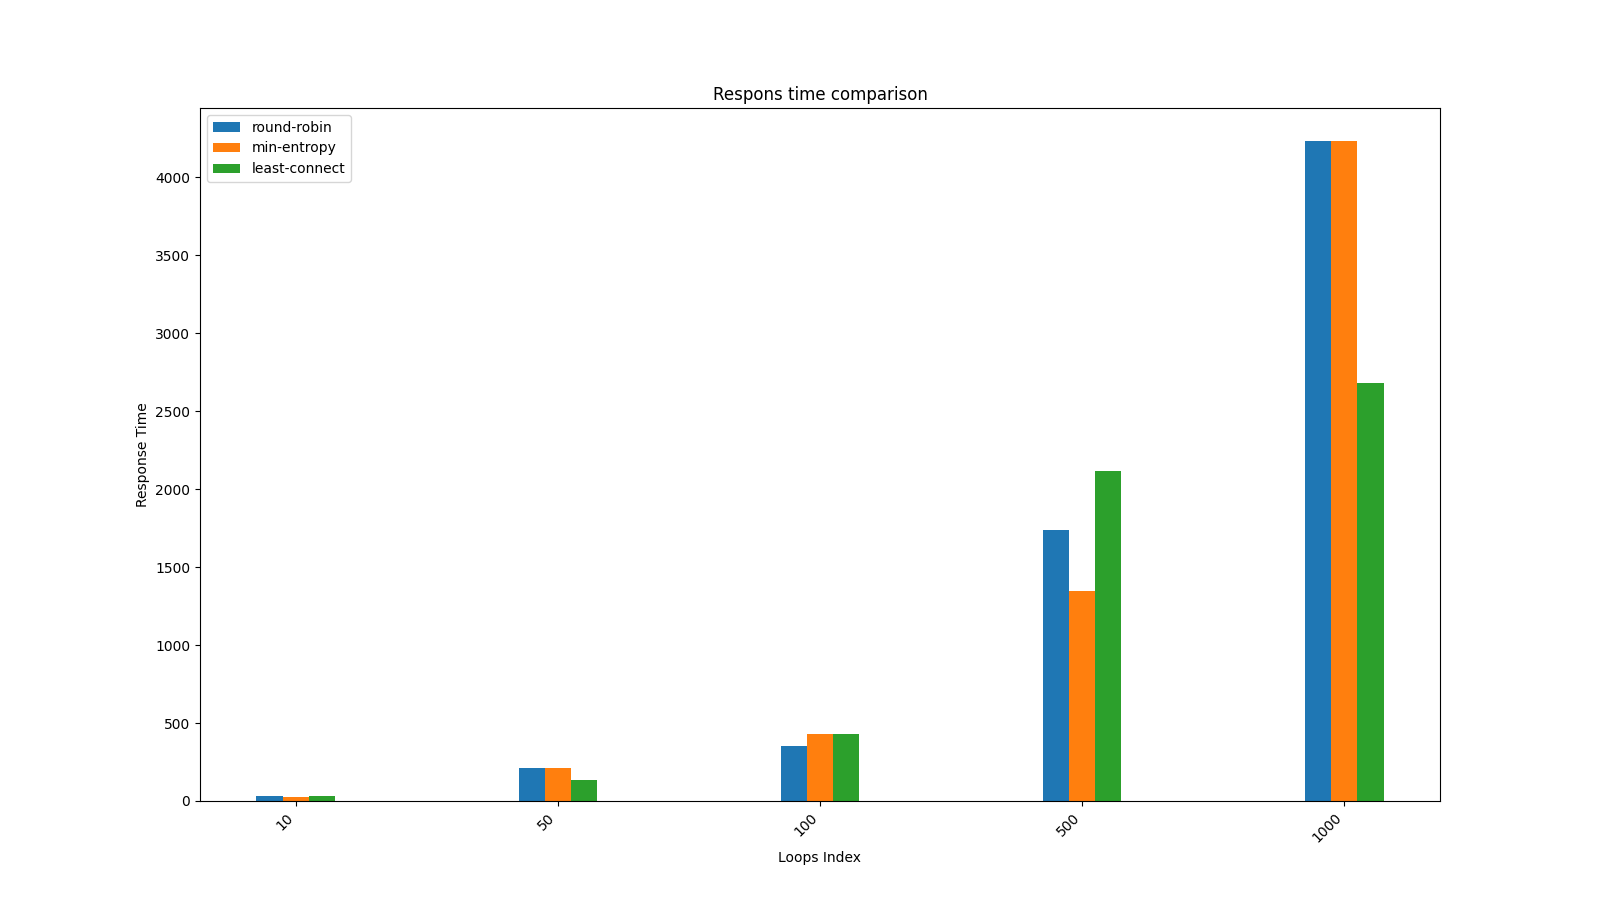 Respons time comparison
round-robin
min-entropy
least-connect
4000
3500
3000
2500
2000
1500
1000
500
0
Response Time
10
50
100
500
1000
Loops Index